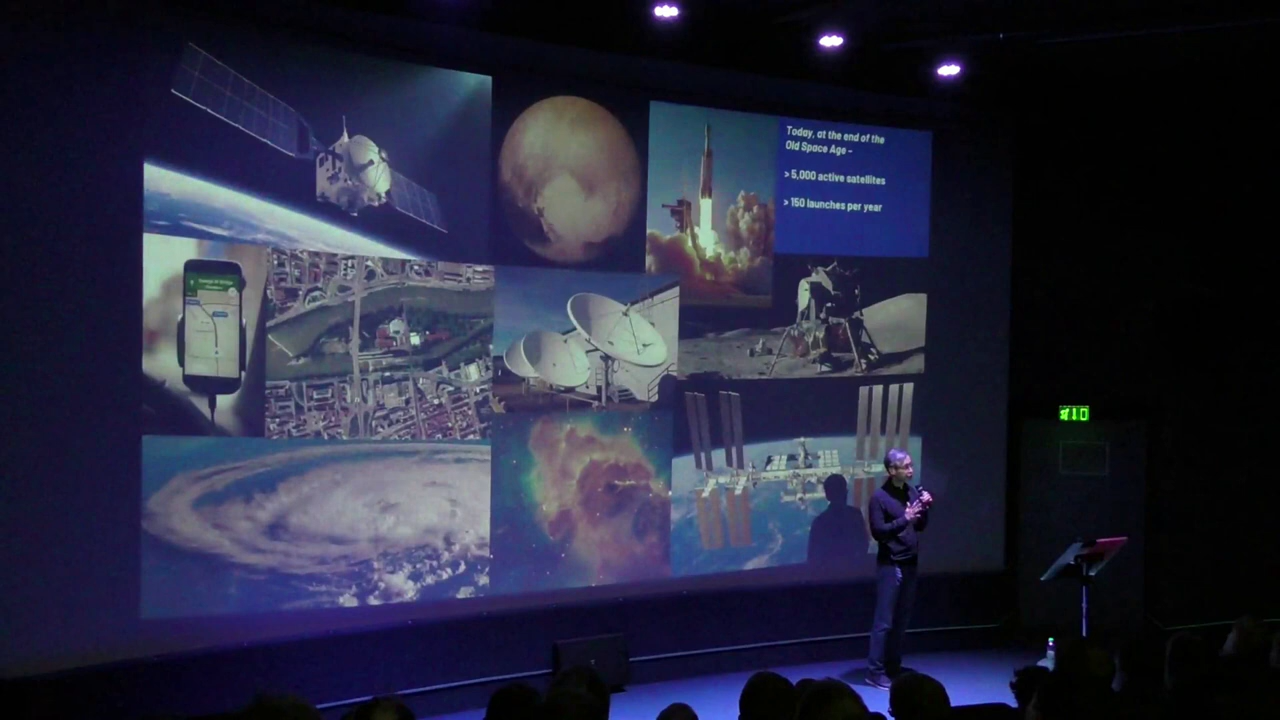 Today, at the end of the
Old Space Age –
> 5,000 active satellites
> 150 launches per year